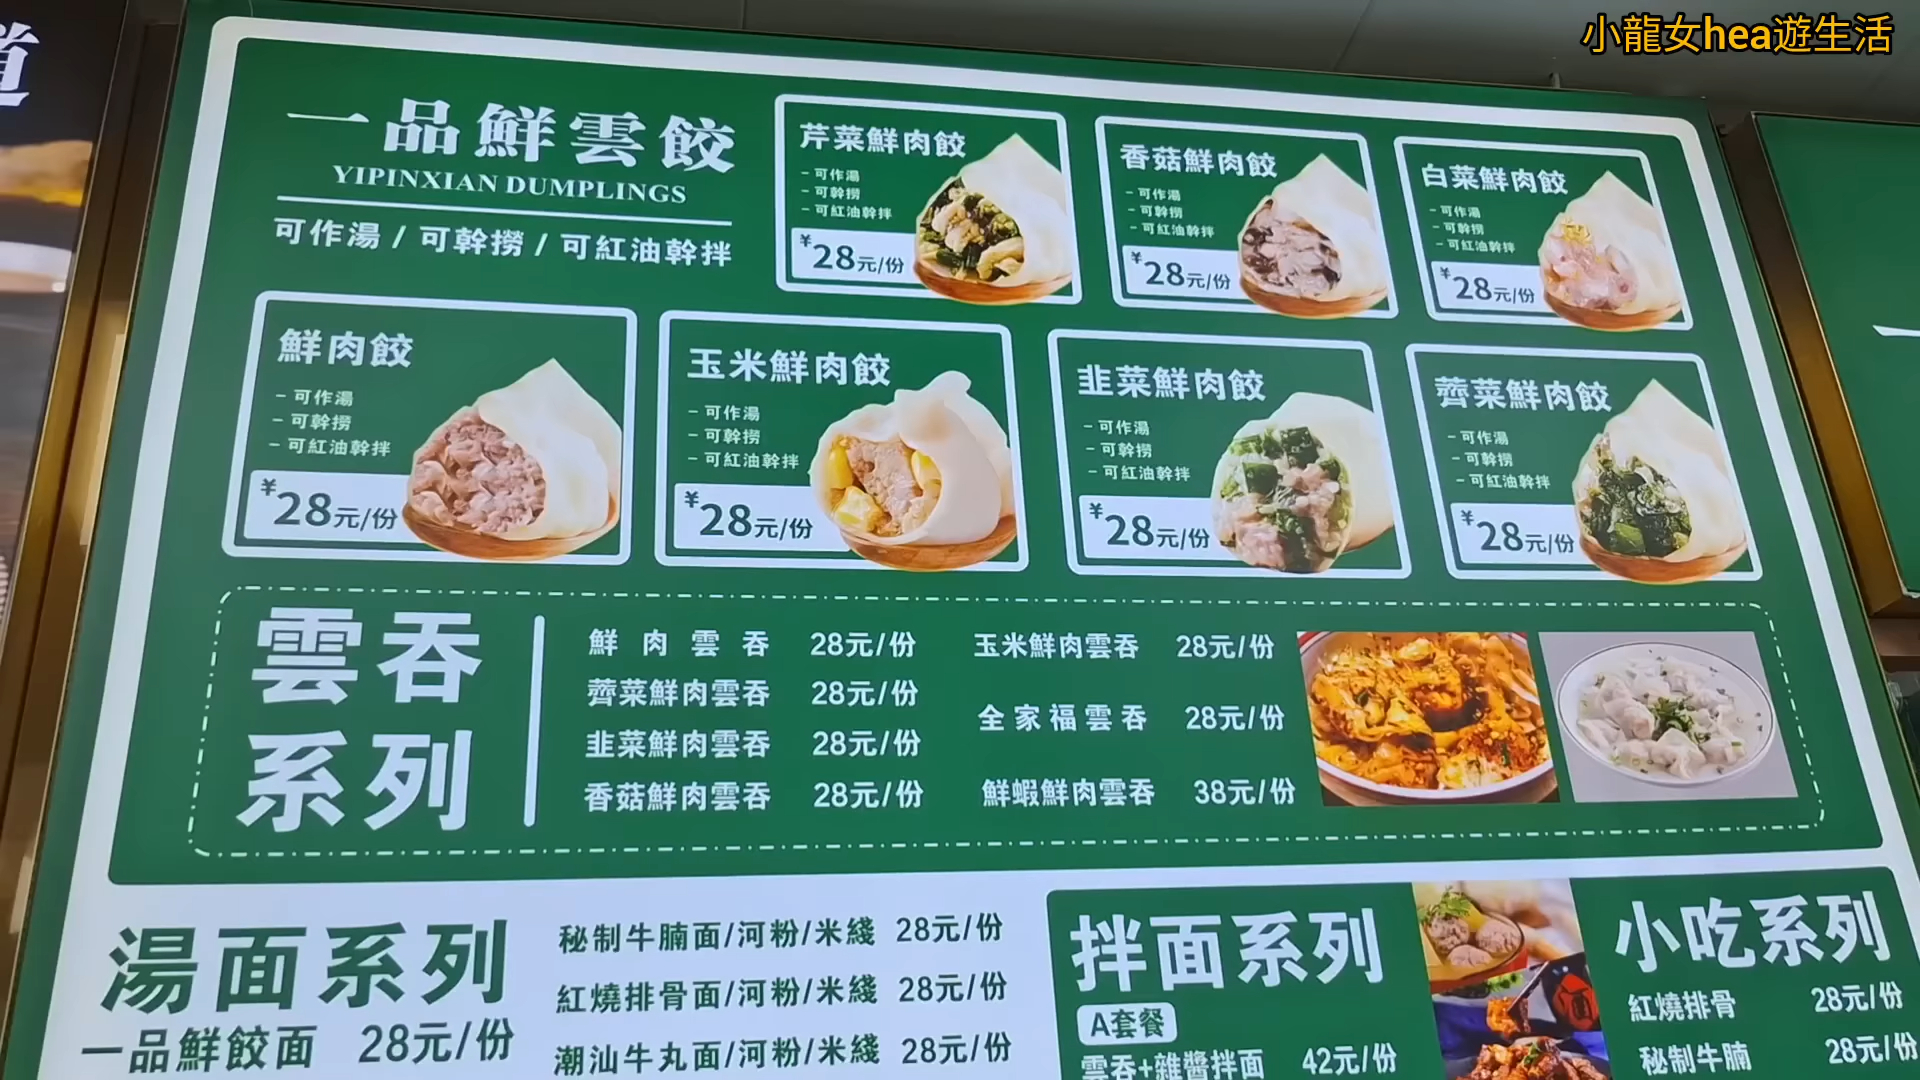 小龍女hea遊生活
道
一品鮮雲餃
YIPINXIAN DUMPLINGS
可作湯 / 可幹撈 / 可紅油幹拌
芹菜鮮肉餃
- 可作湯
- 可幹撈
- 可紅油幹拌
¥28元/份
香菇鮮肉餃
- 可作湯
- 可幹撈
- 可紅油幹拌
¥28元/份
白菜鮮肉餃
- 可作湯
- 可幹撈
- 可紅油幹拌
¥28元/份
鮮肉餃
- 可作湯
- 可幹撈
- 可紅油幹拌
¥28元/份
玉米鮮肉餃
- 可作湯
- 可幹撈
- 可紅油幹拌
¥28元/份
韭菜鮮肉餃
- 可作湯
- 可幹撈
- 可紅油幹拌
¥28元/份
薺菜鮮肉餃
- 可作湯
- 可幹撈
- 可紅油幹拌
¥28元/份
雲吞
系列
鮮肉雲吞 28元/份
薺菜鮮肉雲吞 28元/份
韭菜鮮肉雲吞 28元/份
香菇鮮肉雲吞 28元/份
玉米鮮肉雲吞 28元/份
全家福雲吞 28元/份
鮮蝦鮮肉雲吞 38元/份
湯面系列
一品鮮餃面 28元/份
秘制牛腩面/河粉/米綫 28元/份
紅燒排骨面/河粉/米綫 28元/份
潮汕牛丸面/河粉/米綫 28元/份
拌面系列
A套餐
雲吞+雜醬拌面 42元/份
小吃系列
紅燒排骨 28元/份
秘制牛腩 28元/份